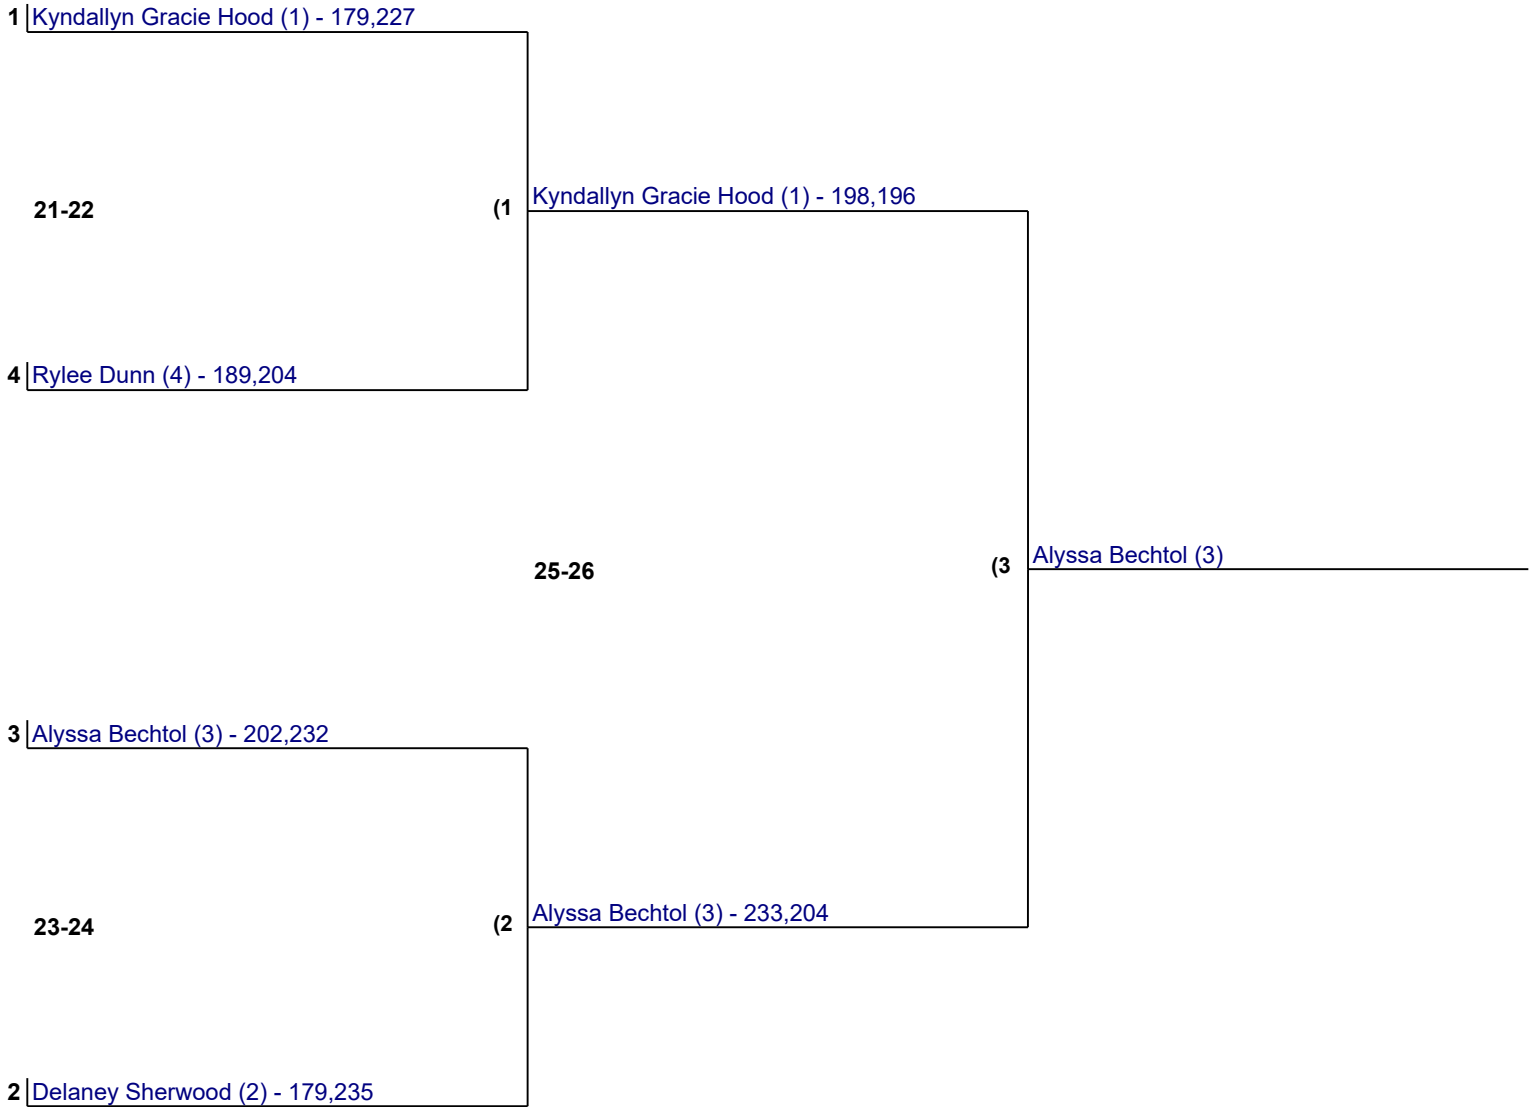 1 Kyndallyn Gracie Hood (1) - 179,227
21-22
(1
Kyndallyn Gracie Hood (1) - 198,196
4 Rylee Dunn (4) - 189,204
25-26
(3
Alyssa Bechtol (3)
3 Alyssa Bechtol (3) - 202,232
23-24
(2
Alyssa Bechtol (3) - 233,204
2 Delaney Sherwood (2) - 179,235